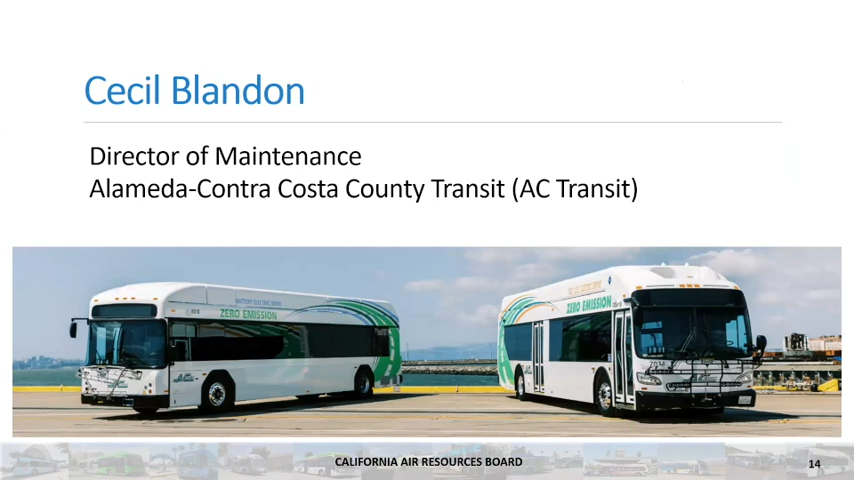 Cecil Blandon
Director of Maintenance
Alameda-Contra Costa County Transit (AC Transit)
ZERO EMISSION
ZERO EMISSION
CALIFORNIA AIR RESOURCES BOARD
14